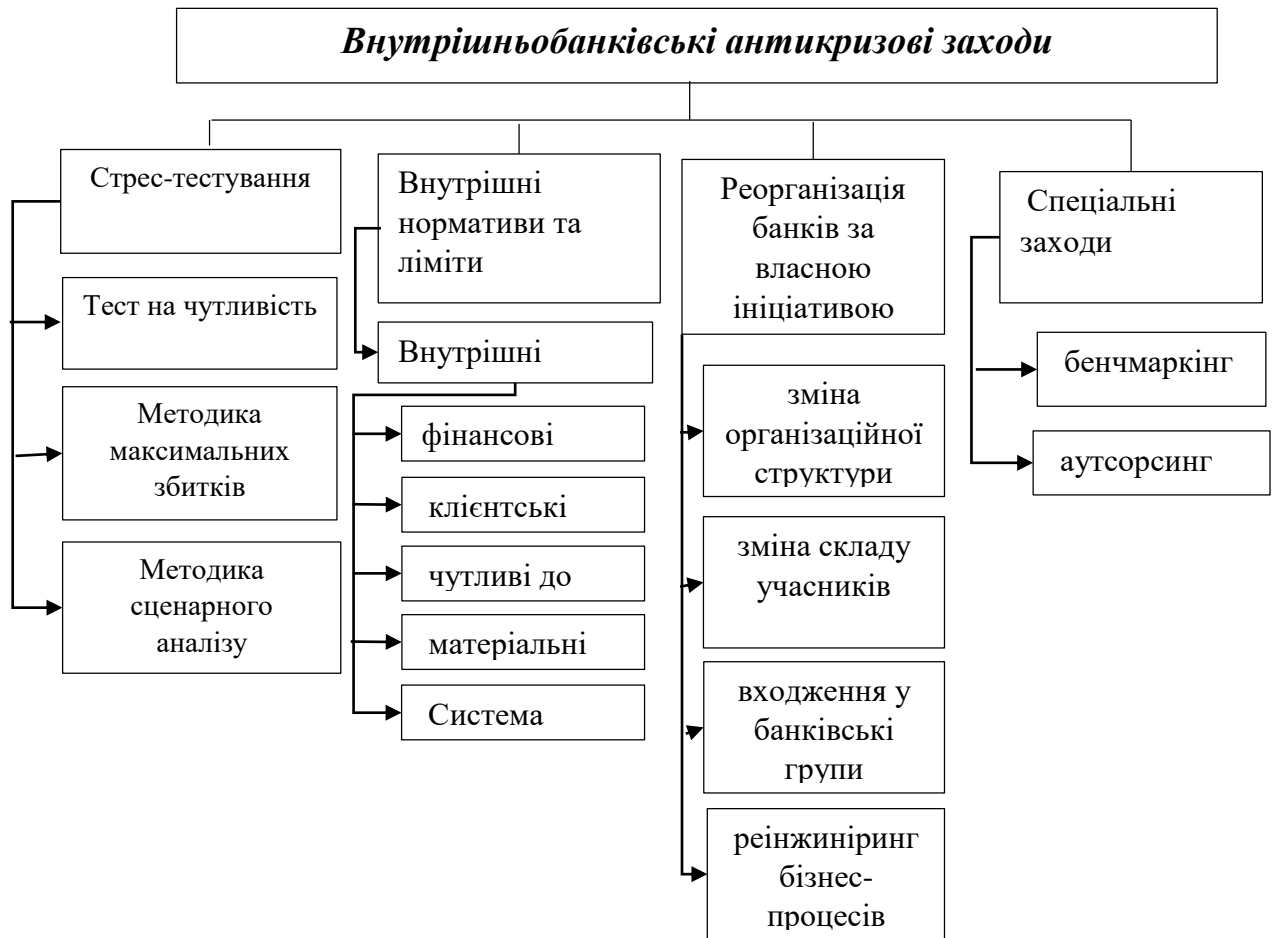 Внутрішньобанківські антикризові заходи
Стрес-тестування
Тест на чутливість
Методика
максимальних
збитків
Методика
сценарного
аналізу
Внутрішні
нормативи та
ліміти
Внутрішні
фінансові
клієнтські
чутливі до
матеріальні
Система
Реорганізація
банків за
власною
ініціативою
зміна
організаційної
структури
зміна складу
учасників
входження у
банківські
групи
реінжиніринг
бізнес-
процесів
Спеціальні
заходи
бенчмаркінг
аутсорсинг